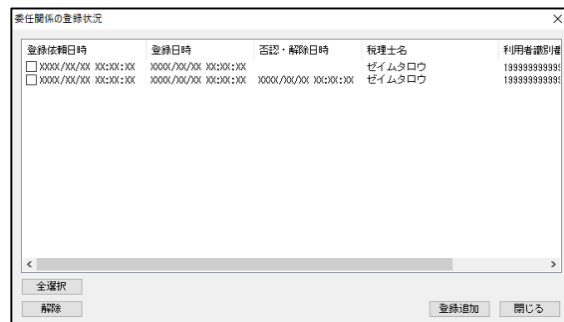 委任関係の登録状況
登録依頼日時 登録日時 否認・解除日時 税理士名 利用者識別番
XXXX/XX/XX XX:XX:XX XXXX/XX/XX XX:XX:XX ゼイムタロウ 199999999999
XXXX/XX/XX XX:XX:XX XXXX/XX/XX XX:XX:XX XXXX/XX/XX XX:XX:XX ゼイムタロウ 199999999999
全選択
解除 登録追加 閉じる